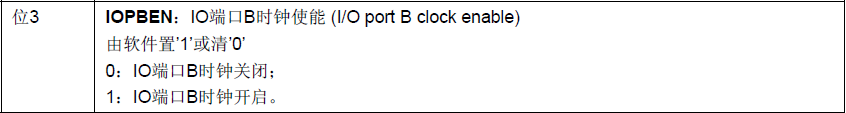 位3
IOPBEN：IO端口B时钟使能 (I/O port B clock enable)
由软件置’1’或清’0’
0：IO端口B时钟关闭；
1：IO端口B时钟开启。